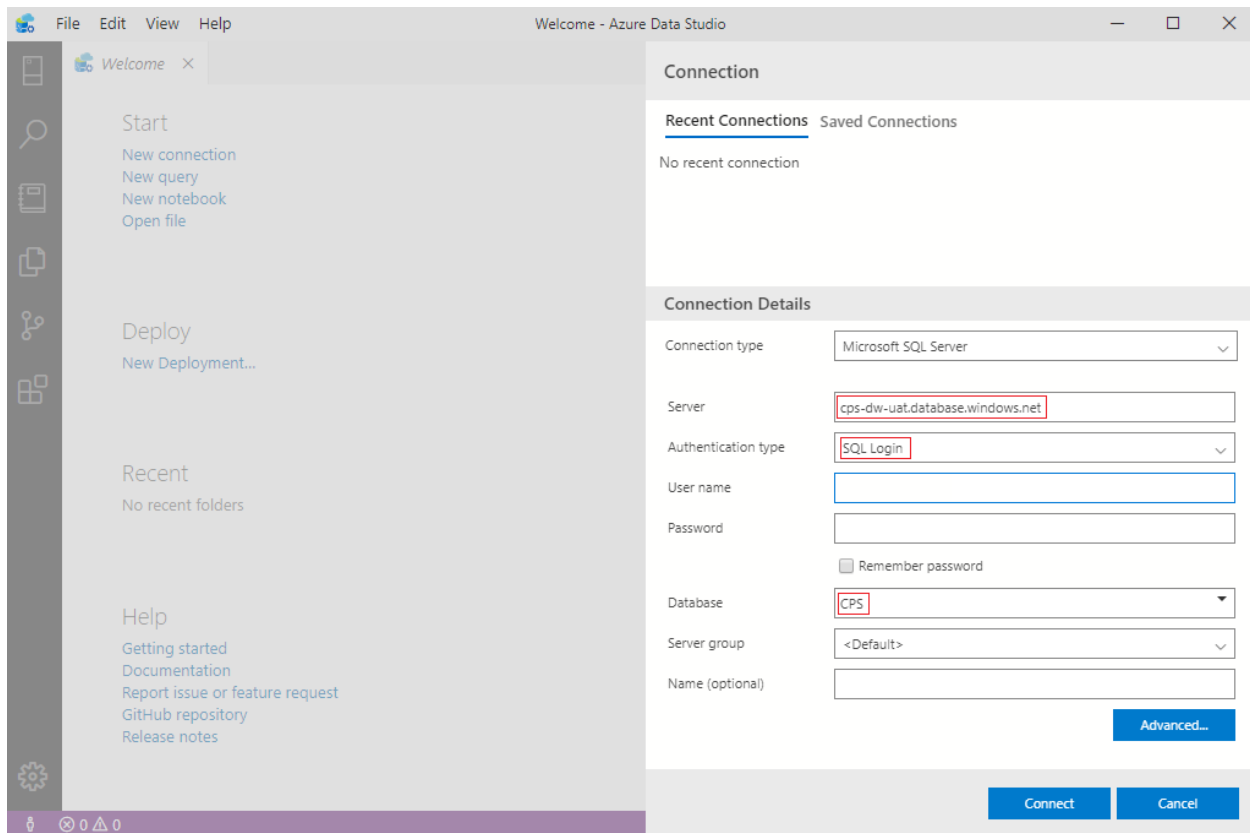 File Edit View Help
Welcome - Azure Data Studio
Welcome
Start
New connection
New query
New notebook
Open file
Deploy
New Deployment...
Recent
No recent folders
Help
Getting started
Documentation
Report issue or feature request
GitHub repository
Release notes
0 0
Connection
Recent Connections Saved Connections
No recent connection
Connection Details
Connection type Microsoft SQL Server
Server cps-dw-uat.database.windows.net
Authentication type SQL Login
User name
Password
Remember password
Database CPS
Server group <Default>
Name (optional)
Advanced...
Connect Cancel